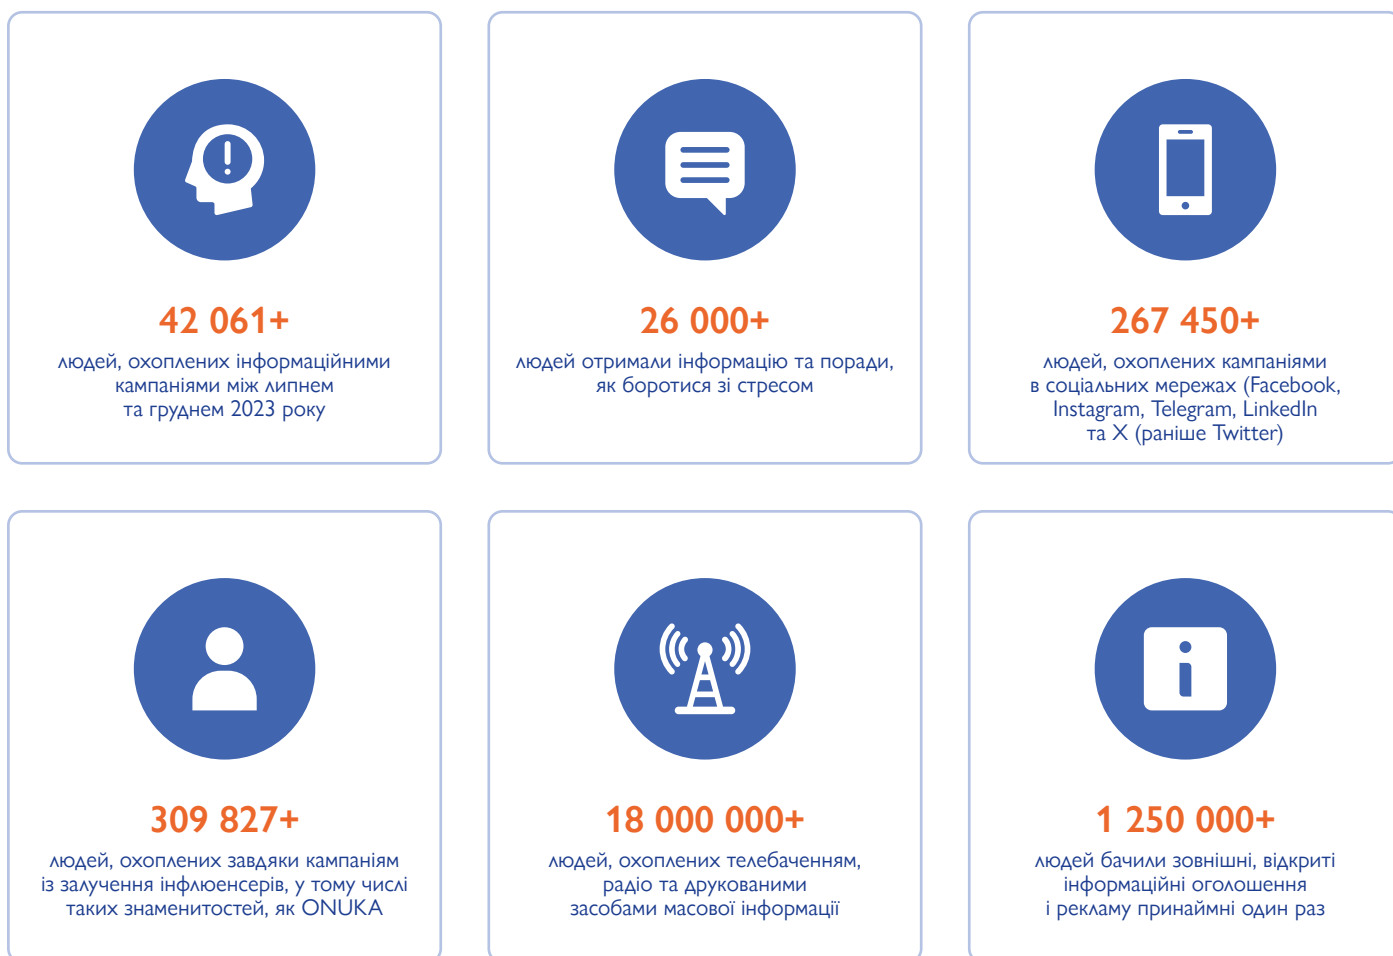 42 061+
людей, охоплених інформаційними
кампаніями між липнем
та груднем 2023 року
26 000+
людей отримали інформацію та поради,
як боротися зі стресом
267 450+
людей, охоплених кампаніями
в соціальних мережах (Facebook,
Instagram, Telegram, LinkedIn
та X (раніше Twitter)
309 827+
людей, охоплених завдяки кампаніям
із залучення інфлюенсерів, у тому числі
таких знаменитостей, як ONUKA
18 000 000+
людей, охоплених телебаченням,
радіо та друкованими
засобами масової інформації
1 250 000+
людей бачили зовнішні, відкриті
інформаційні оголошення
і рекламу принаймні один раз